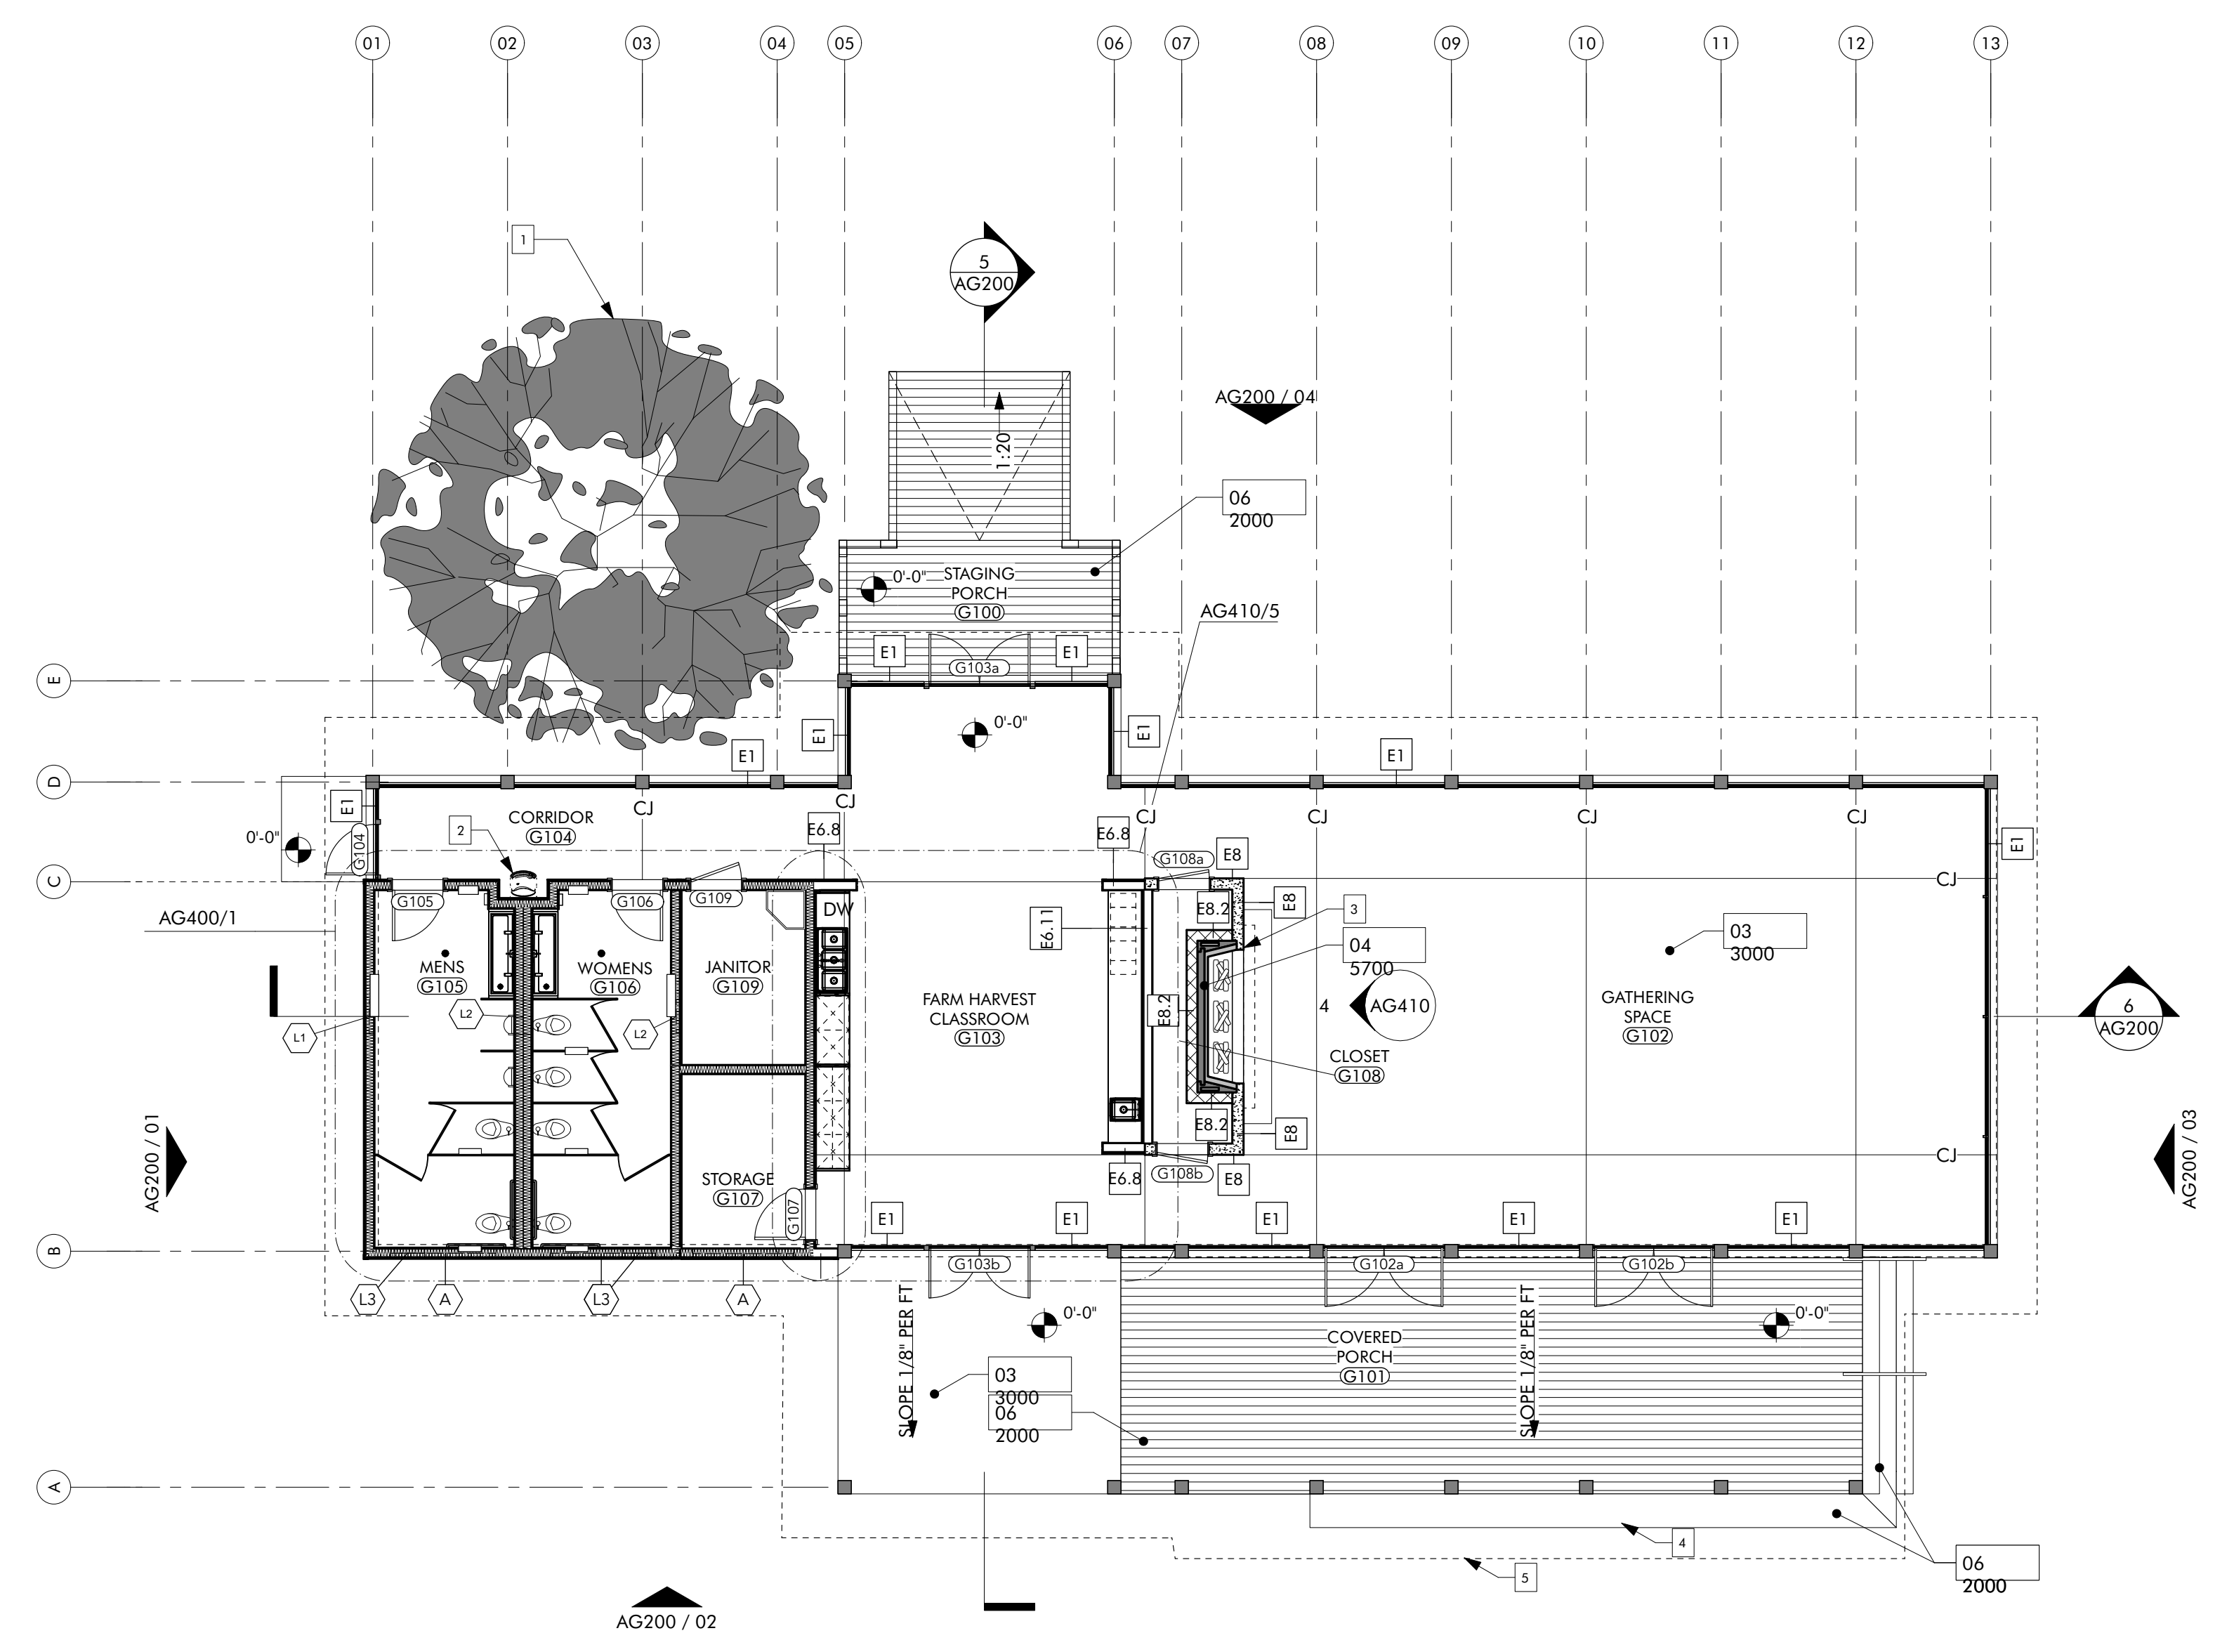 01 02 03 04 05 06 07 08 09 10 11 12 13
1
5
AG200
AG200 / 04
1:20
06
2000
0'-0" STAGING
PORCH
G100
AG410/5
E1 E1
G103a
E
0'-0"
E1 E1
E1 E1
D
CORRIDOR
G104
CJ CJ CJ CJ CJ CJ
E1
0'-0"
G104
2
E6.8 E6.8
G108a
E8
E1
C
G105 G106 G109
CJ
AG400/1
DW
E6.11
E8.2
E8
3
04
5700
03
3000
MENS
G105
WOMENS
G106
JANITOR
G109
L1 L2 L2
FARM HARVEST
CLASSROOM
G103
E8.2
4
AG410
GATHERING
SPACE
G102
6
AG200
CLOSET
G108
E8.2
E8
AG200 / 01
AG200 / 03
STORAGE
G107
G107
E6.8
G108b
E8
CJ
E1 E1 E1 E1 E1
B
G103b G102a G102b
L3 A L3 A
SLOPE 1/8" PER FT
0'-0"
SLOPE 1/8" PER FT
0'-0"
COVERED
PORCH
G101
03
3000
06
2000
A
4
5
06
2000
AG200 / 02